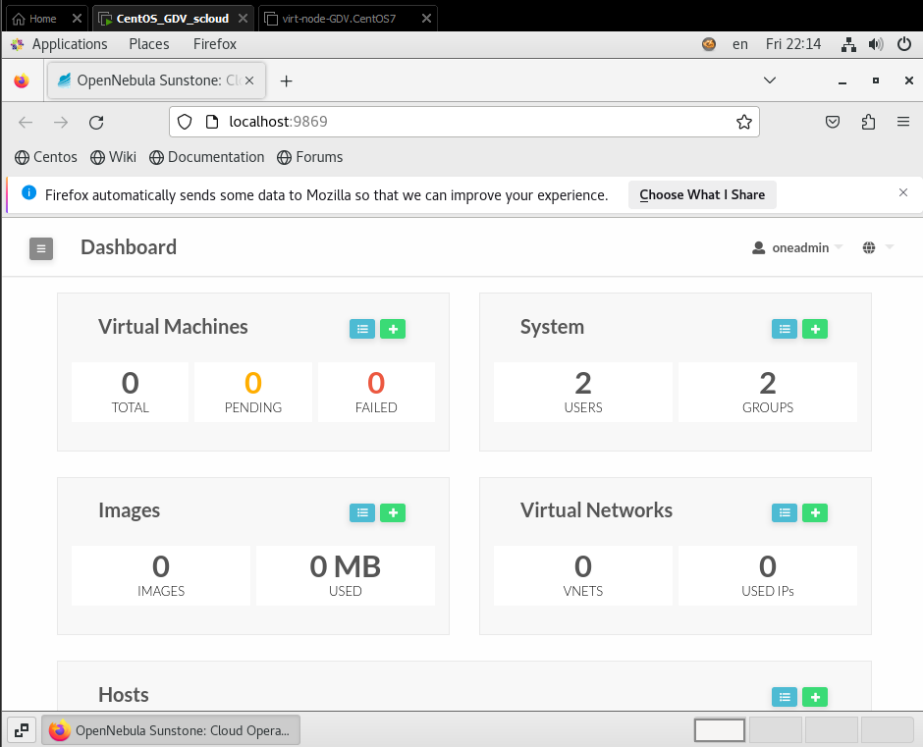 Home CentOS_GDV_scloud virt-node-GDV.CentOS7
Applications Places Firefox en Fri 22:14
OpenNebula Sunstone: Cl
localhost:9869
Centos Wiki Documentation Forums
Firefox automatically sends some data to Mozilla so that we can improve your experience. Choose What I Share
Dashboard oneadmin
Virtual Machines
0 0 0
TOTAL PENDING FAILED
System
2 2
USERS GROUPS
Images
0 0 MB
IMAGES USED
Virtual Networks
0 0
VNETS USED IPs
Hosts
OpenNebula Sunstone: Cloud Opera...